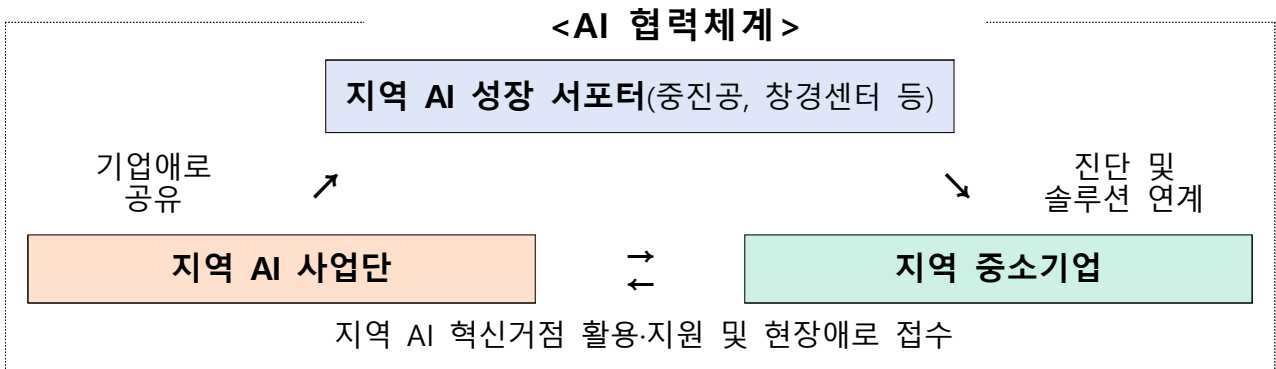 <AI 협력체계>
지역 AI 성장 서포터(중진공, 창경센터 등)
기업애로
공유
↗
↘
진단 및
솔루션 연계
지역 AI 사업단
→
←
지역 중소기업
지역 AI 혁신거점 활용·지원 및 현장애로 접수